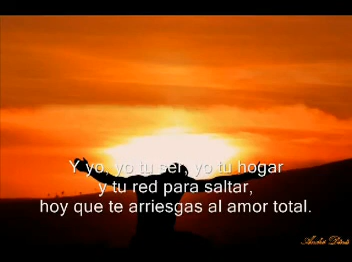 Y yo, yo tu ser, yo tu hogar
y tu red para saltar,
hoy que te arriesgas al amor total.